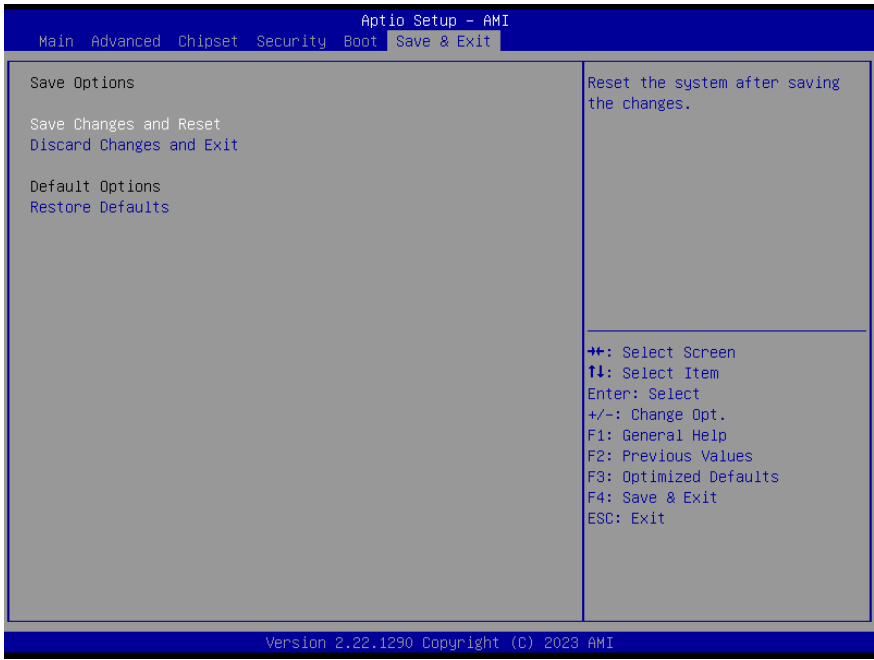 Aptio Setup – AMI
Main Advanced Chipset Security Boot Save & Exit
Save Options
Save Changes and Reset
Discard Changes and Exit
Default Options
Restore Defaults
Reset the system after saving
the changes.
→←: Select Screen
↑↓: Select Item
Enter: Select
+/-: Change Opt.
F1: General Help
F2: Previous Values
F3: Optimized Defaults
F4: Save & Exit
ESC: Exit
Version 2.22.1290 Copyright (C) 2023 AMI